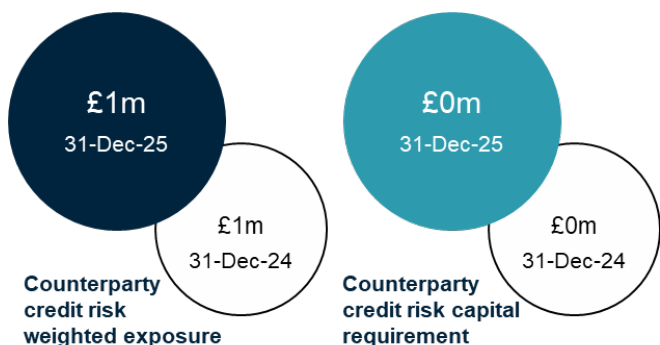 £1m
31-Dec-25
£1m
31-Dec-24
Counterparty
credit risk
weighted exposure
£0m
31-Dec-25
£0m
31-Dec-24
Counterparty
credit risk capital
requirement